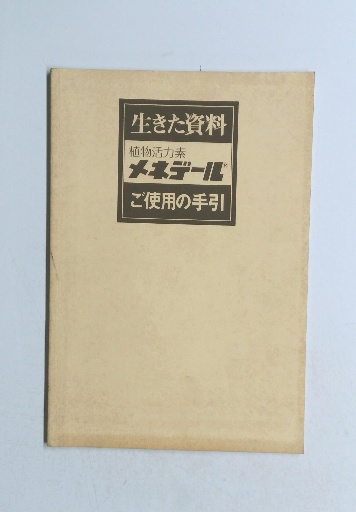 生きた資料
植物活力素
メネデール®
ご使用の手引